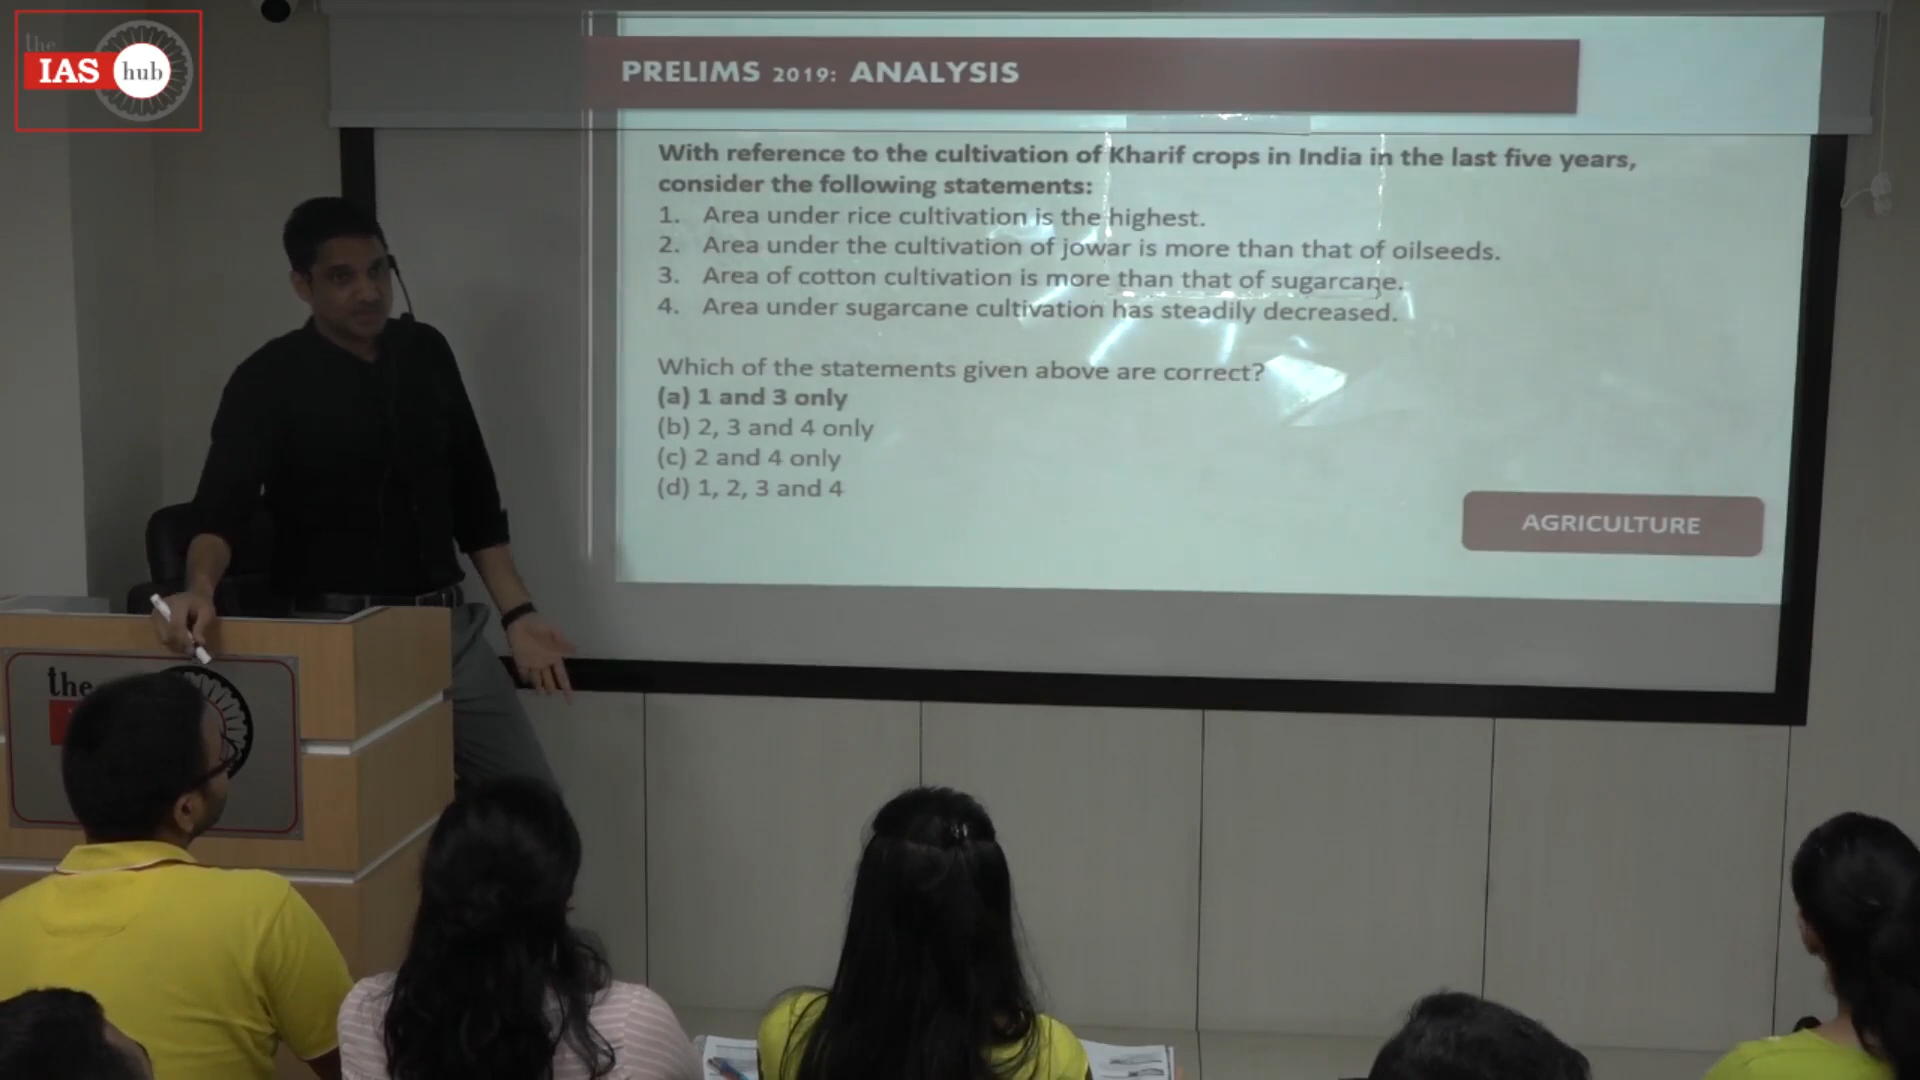 the
IAS hub
PRELIMS 2019: ANALYSIS
With reference to the cultivation of Kharif crops in India in the last five years,
consider the following statements:
1. Area under rice cultivation is the highest.
2. Area under the cultivation of jowar is more than that of oilseeds.
3. Area of cotton cultivation is more than that of sugarcane.
4. Area under sugarcane cultivation has steadily decreased.
Which of the statements given above are correct?
(a) 1 and 3 only
(b) 2, 3 and 4 only
(c) 2 and 4 only
(d) 1, 2, 3 and 4
AGRICULTURE
the